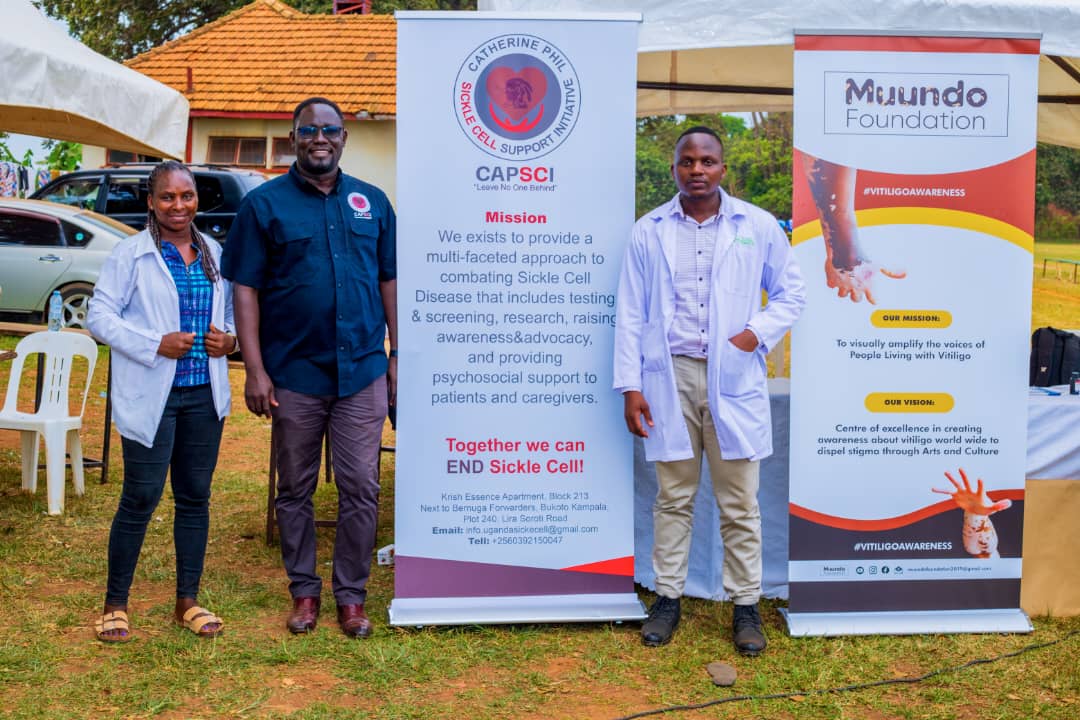 CATHERINE PHIL
SICKLE CELL SUPPORT INITIATIVE
CAPSCI
"Leave No One Behind"
Mission
We exists to provide a
multi-faceted approach to
combating Sickle Cell
Disease that includes testing
& screening, research, raising
awareness&advocacy,
and providing
psychosocial support to
patients and caregivers.
Together we can
END Sickle Cell!
Krish Essence Apartment, Block 213
Next to Bemuga Forwarders, Bukoto Kampala,
Plot 240, Lira Soroti Road
Email: info.ugandasickecell@gmail.com
Tell: +2560392150047
CAPSCI
Muundo
Foundation
#VITILIGOAWARENESS
OUR MISSION:
To visually amplify the voices of
People Living with Vitiligo
OUR VISION:
Centre of excellence in creating
awareness about vitiligo world wide to
dispel stigma through Arts and Culture
#VITILIGOAWARENESS
Muundo
muundofoundation2019@gmail.com